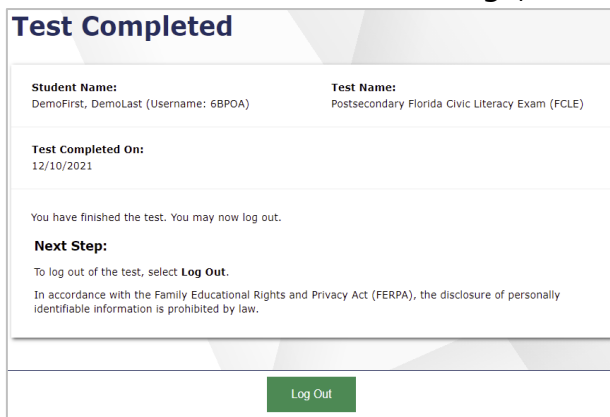 Test Completed
Student Name:
DemoFirst, DemoLast (Username: 6BPOA)
Test Name:
Postsecondary Florida Civic Literacy Exam (FCLE)
Test Completed On:
12/10/2021
You have finished the test. You may now log out.
Next Step:
To log out of the test, select Log Out.
In accordance with the Family Educational Rights and Privacy Act (FERPA), the disclosure of personally
identifiable information is prohibited by law.
Log Out